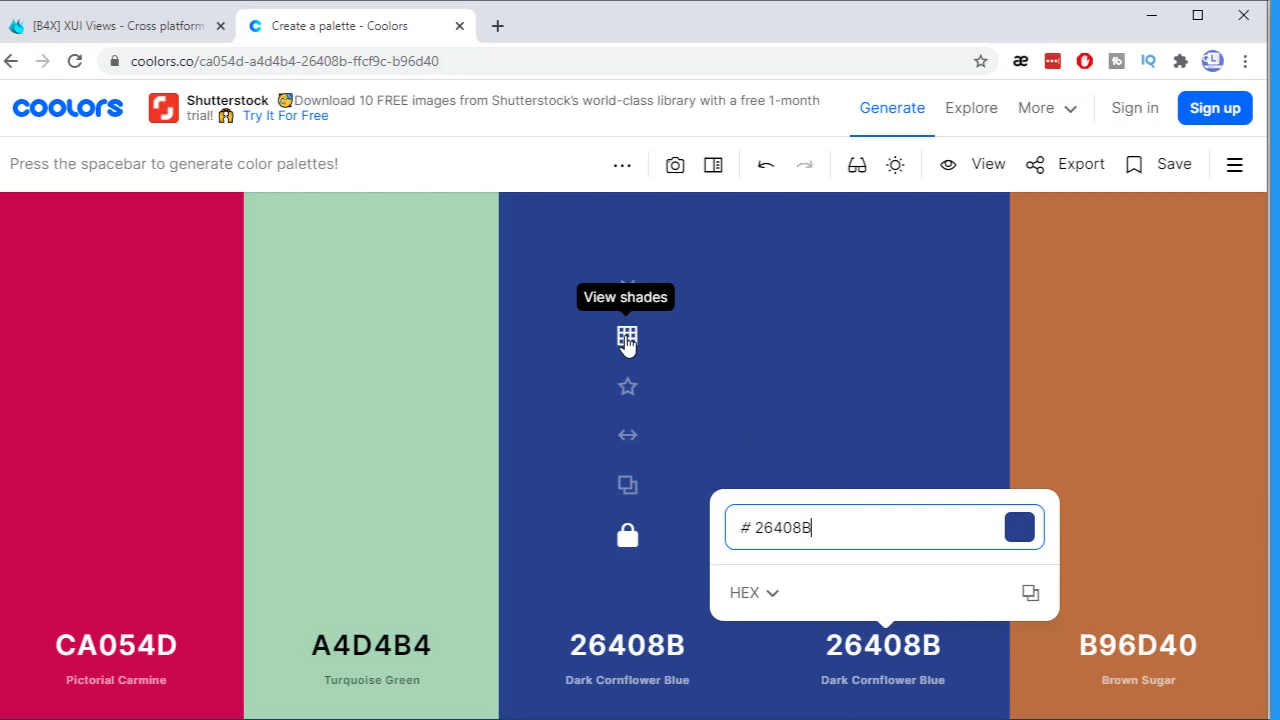 [B4X] XUI Views - Cross platform
Create a palette - Coolors
coolors.co/ca054d-a4d4b4-26408b-ffcf9c-b96d40
coolors
Shutterstock Download 10 FREE images from Shutterstock's world-class library with a free 1-month
trial! Try It For Free
Generate
Explore
More
Sign in
Sign up
Press the spacebar to generate color palettes!
View
Export
Save
View shades
# 26408B
HEX
CA054D
A4D4B4
26408B
26408B
B96D40
Pictorial Carmine
Turquoise Green
Dark Cornflower Blue
Dark Cornflower Blue
Brown Sugar